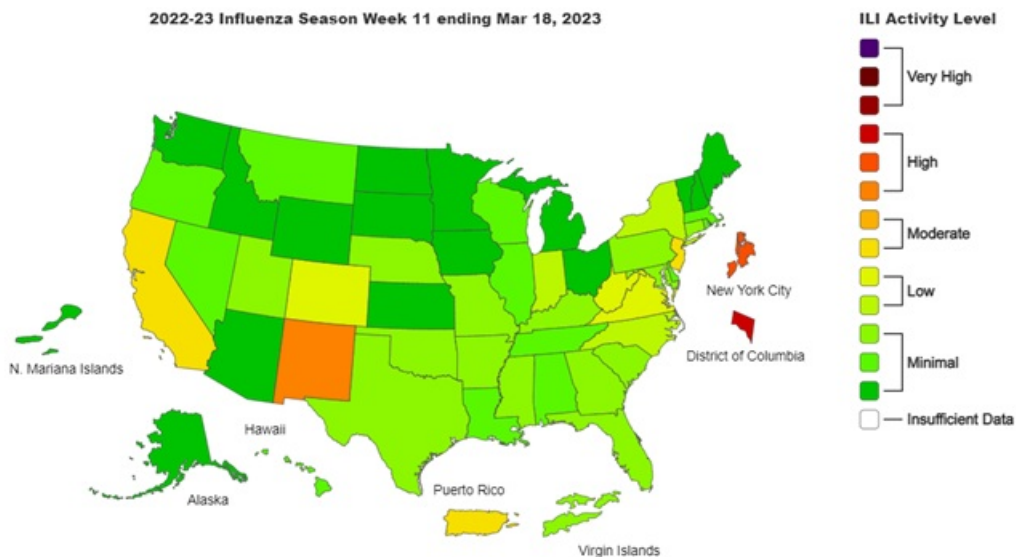 2022-23 Influenza Season Week 11 ending Mar 18, 2023
ILI Activity Level
Very High
High
Moderate
Low
Minimal
Insufficient Data
New York City
District of Columbia
N. Mariana Islands
Hawaii
Alaska
Puerto Rico
Virgin Islands